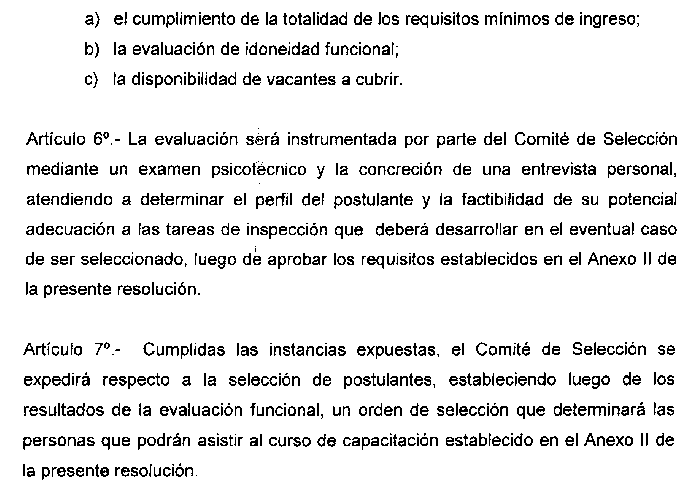 a) el cumplimiento de la totalidad de los requisitos mínimos de ingreso;
b) la evaluación de idoneidad funcional;
c) la disponibilidad de vacantes a cubrir.
Artículo 6º.- La evaluación será instrumentada por parte del Comité de Selección
mediante un examen psicotécnico y la concreción de una entrevista personal,
atendiendo a determinar el perfil del postulante y la factibilidad de su potencial
adecuación a las tareas de inspección que deberá desarrollar en el eventual caso
de ser seleccionado, luego de aprobar los requisitos establecidos en el Anexo II de
la presente resolución.
Artículo 7º.- Cumplidas las instancias expuestas, el Comité de Selección se
expedirá respecto a la selección de postulantes, estableciendo luego de los
resultados de la evaluación funcional, un orden de selección que determinará las
personas que podrán asistir al curso de capacitación establecido en el Anexo II de
la presente resolución.